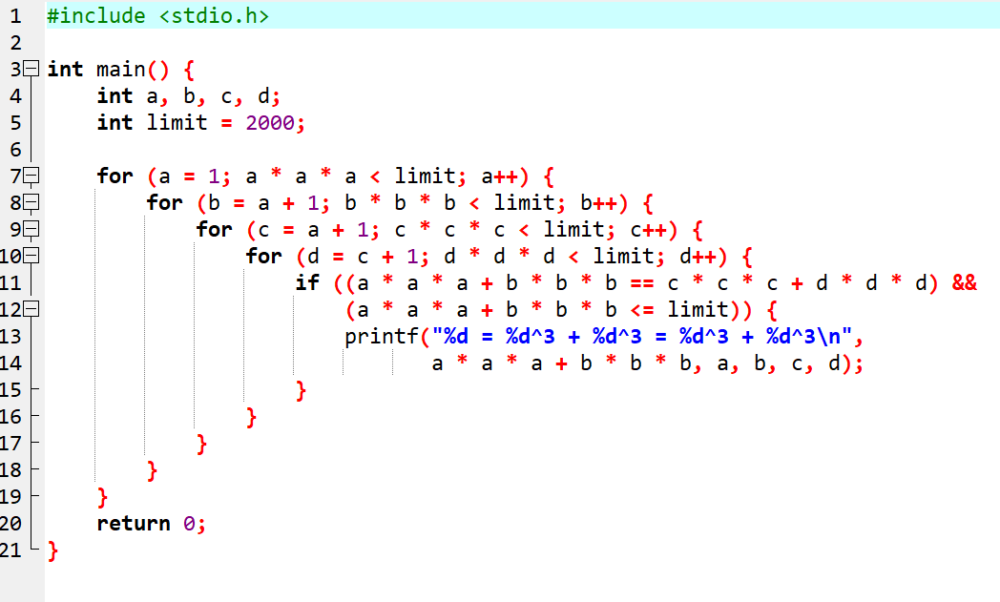 1 #include <stdio.h>
2
3 int main() {
4     int a, b, c, d;
5     int limit = 2000;
6
7     for (a = 1; a * a * a < limit; a++) {
8         for (b = a + 1; b * b * b < limit; b++) {
9             for (c = a + 1; c * c * c < limit; c++) {
10                 for (d = c + 1; d * d * d < limit; d++) {
11                     if ((a * a * a + b * b * b == c * c * c + d * d * d) &&
12                         (a * a * a + b * b * b <= limit)) {
13                         printf("%d = %d^3 + %d^3 = %d^3 + %d^3\n",
14                                a * a * a + b * b * b, a, b, c, d);
15                     }
16                 }
17             }
18         }
19     }
20     return 0;
21 }